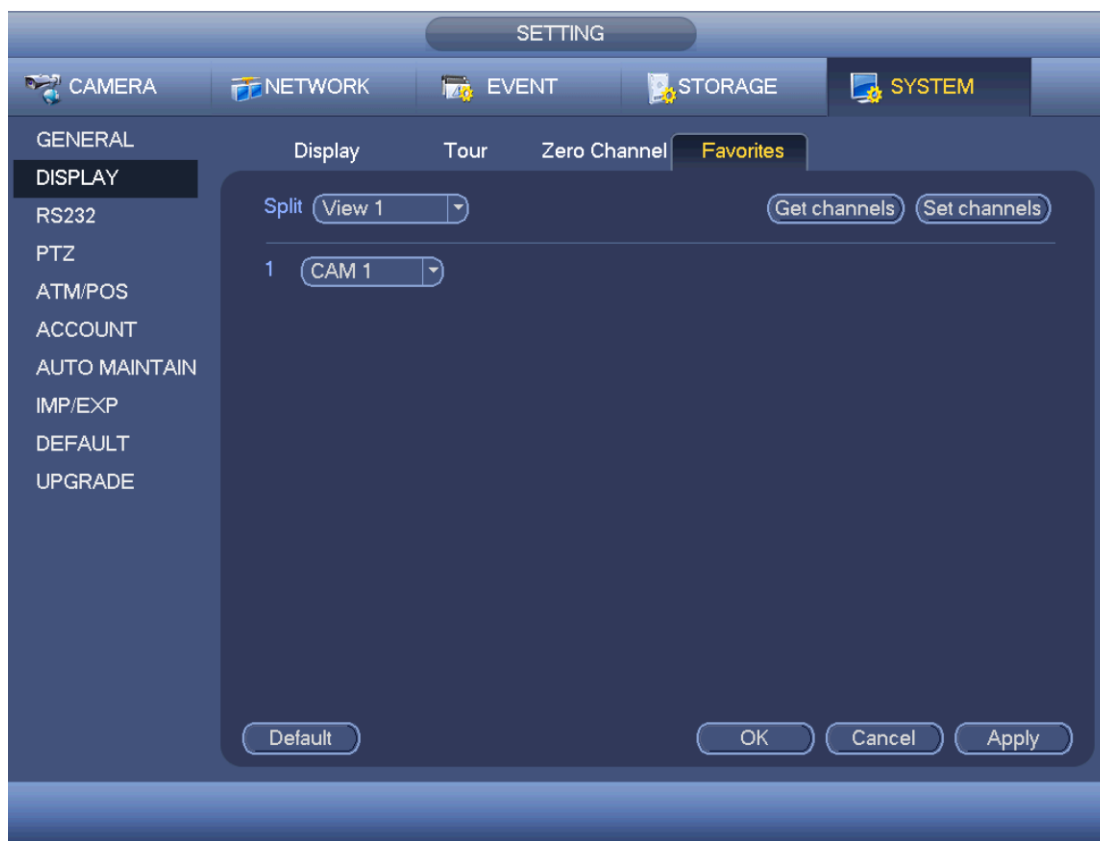 SETTING
CAMERA NETWORK EVENT STORAGE SYSTEM
GENERAL
DISPLAY
RS232
PTZ
ATM/POS
ACCOUNT
AUTO MAINTAIN
IMP/EXP
DEFAULT
UPGRADE
Display Tour Zero Channel Favorites
Split View 1 Get channels Set channels
1 CAM 1
Default OK Cancel Apply